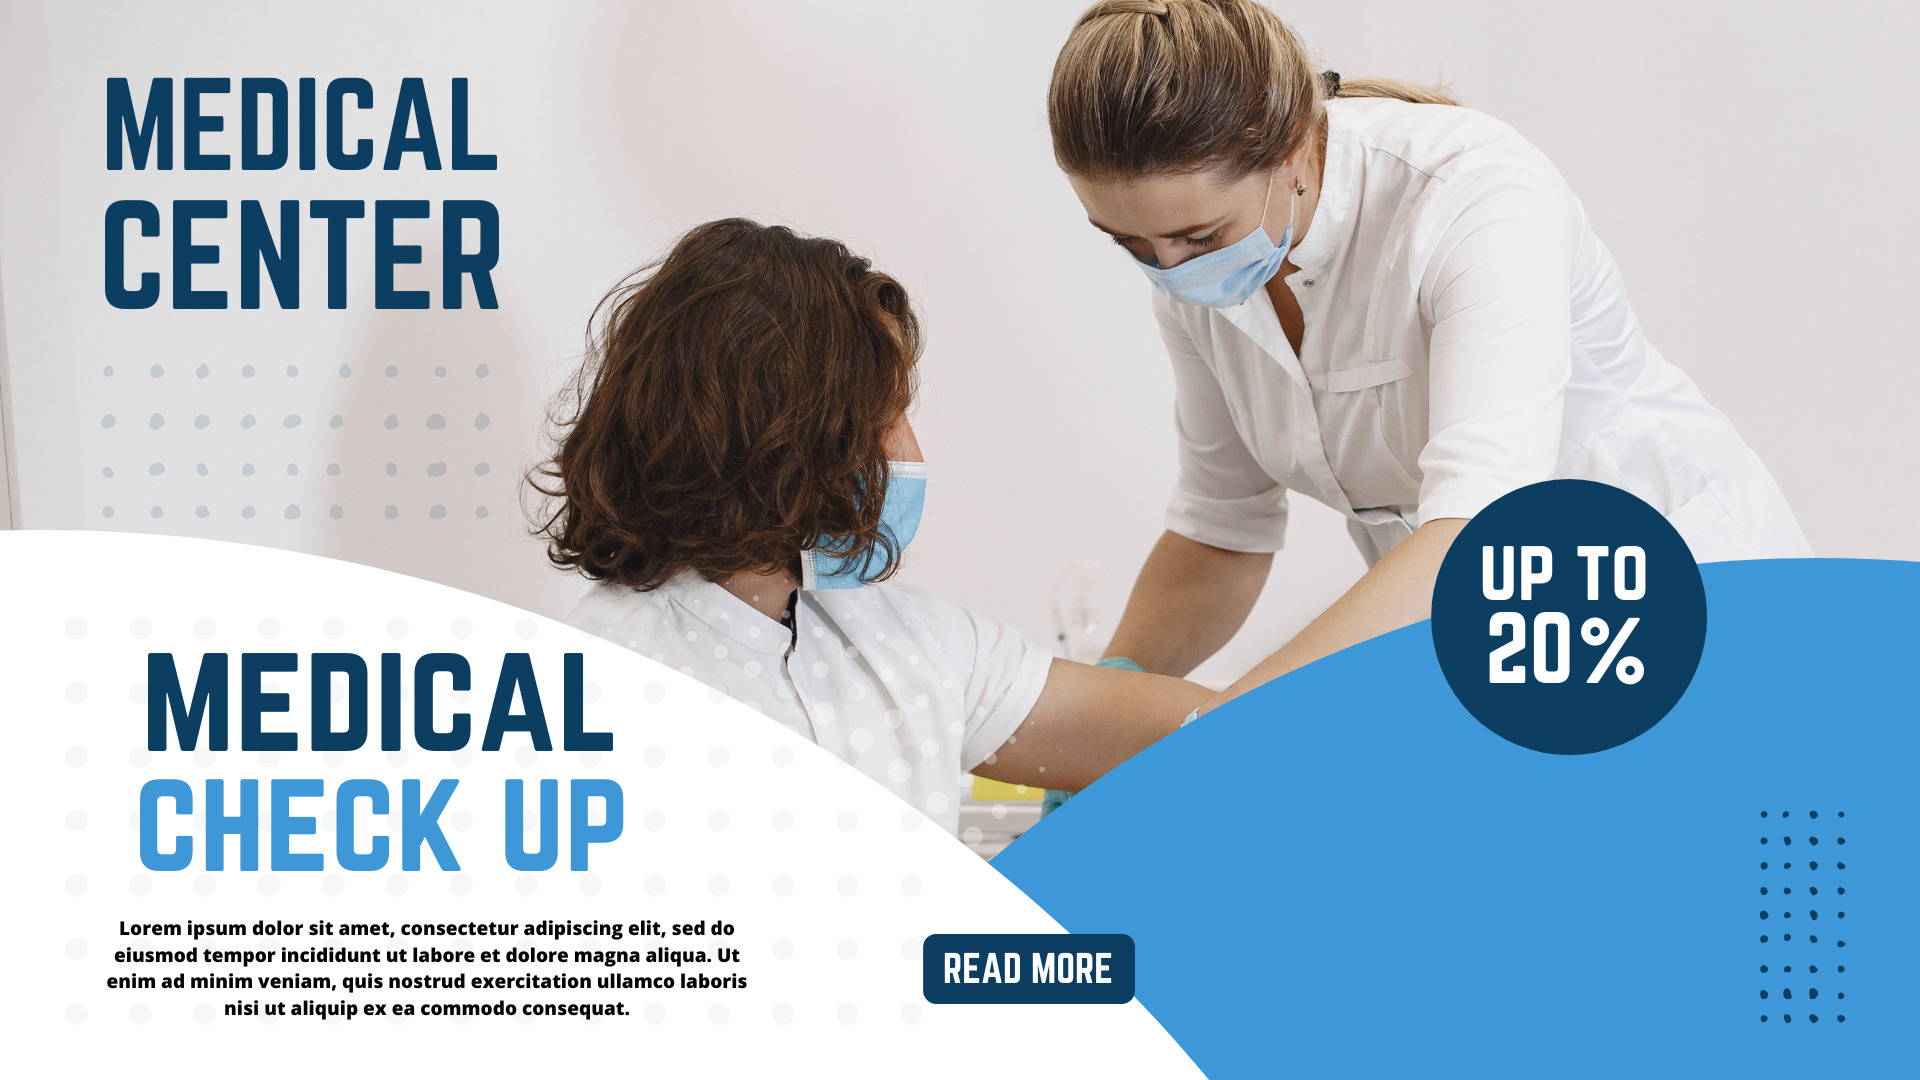 MEDICAL
CENTER
UP TO
20%
MEDICAL
CHECK UP
Lorem ipsum dolor sit amet, consectetur adipiscing elit, sed do
eiusmod tempor incididunt ut labore et dolore magna aliqua. Ut
enim ad minim veniam, quis nostrud exercitation ullamco laboris
nisi ut aliquip ex ea commodo consequat.
READ MORE